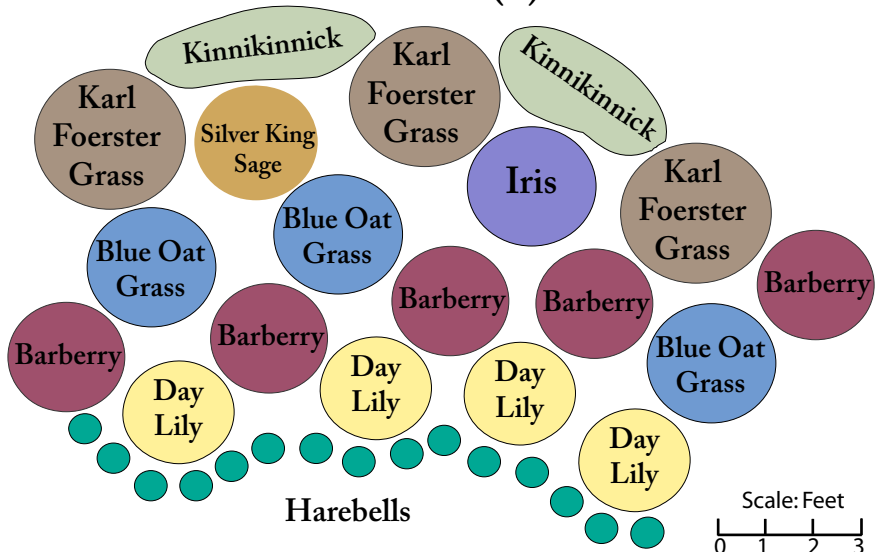 Kinnikinnick
Karl
Foerster
Grass
Kinnikinnick
Karl
Foerster
Grass
Silver King
Sage
Iris
Karl
Foerster
Grass
Blue Oat
Grass
Blue Oat
Grass
Barberry
Barberry
Barberry
Barberry
Barberry
Blue Oat
Grass
Day
Lily
Day
Lily
Day
Lily
Day
Lily
Harebells
Scale: Feet
0 1 2 3